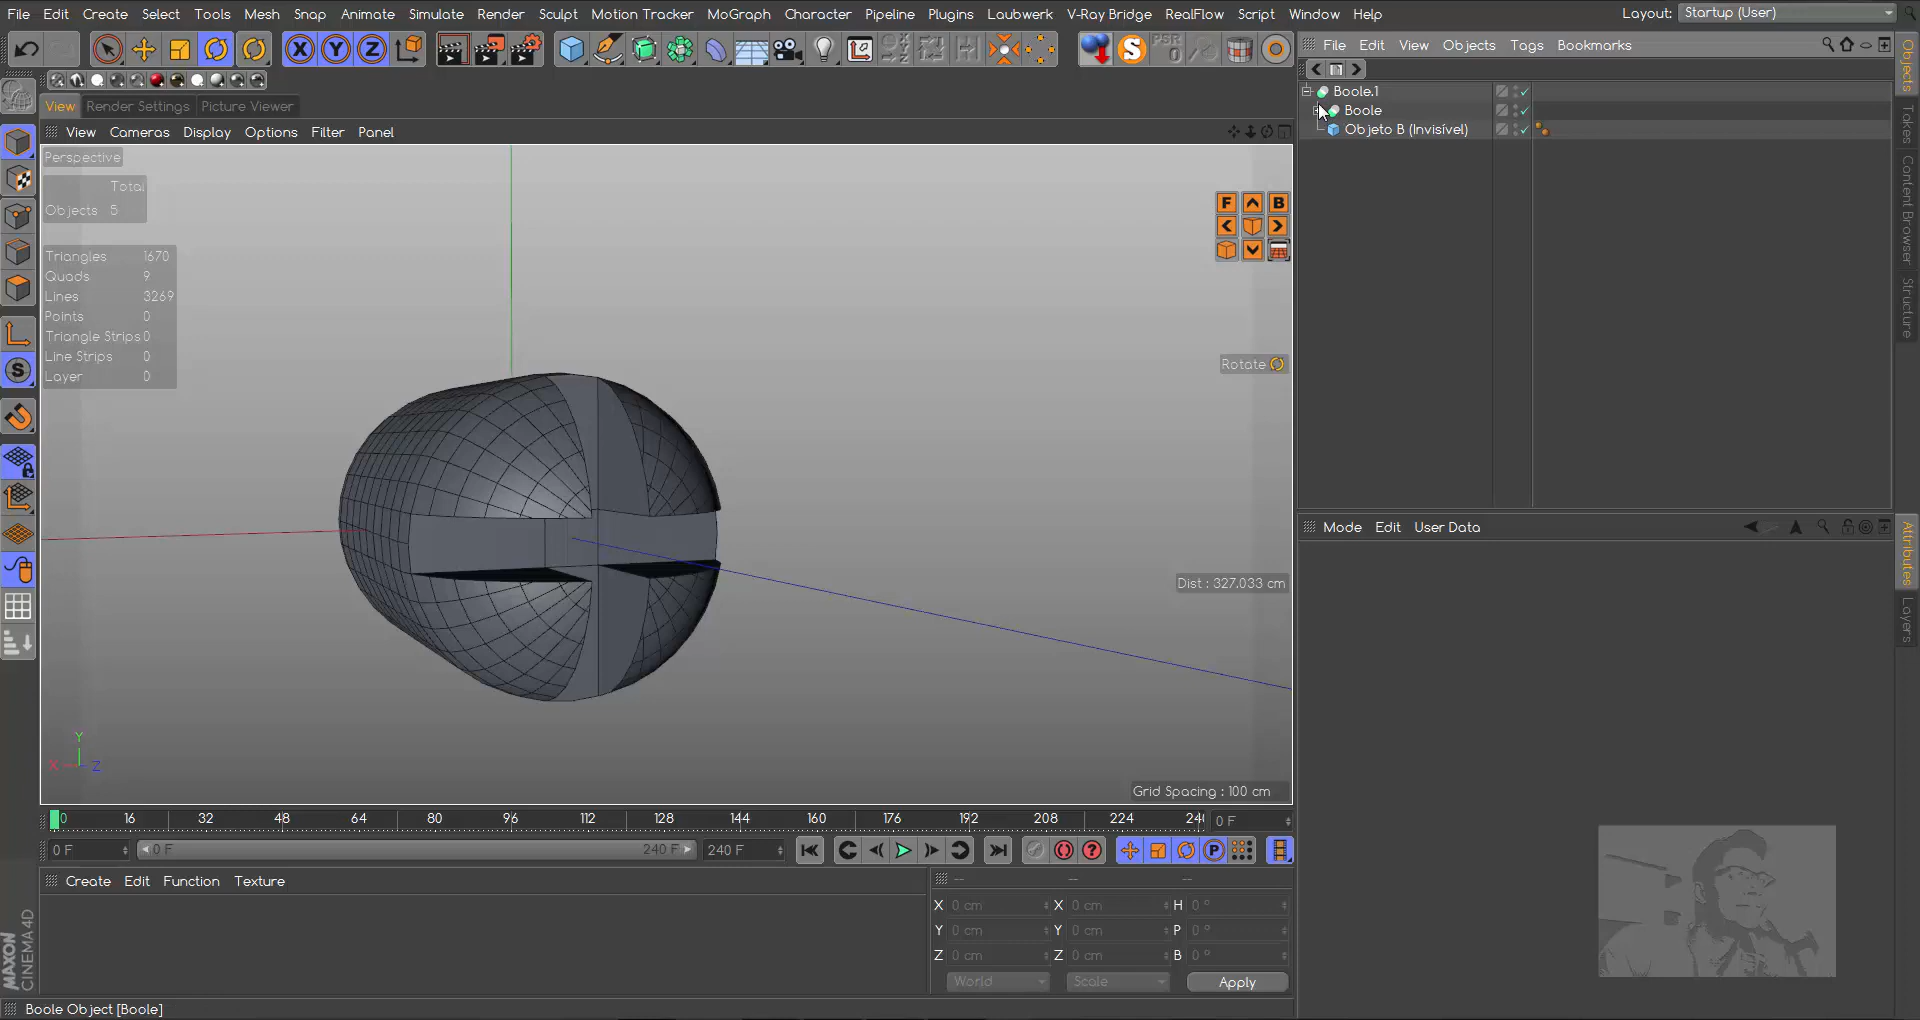 File Edit Create Select Tools Mesh Snap Animate Simulate Render Sculpt Motion Tracker MoGraph Character Pipeline Plugins Laubwerk V-Ray Bridge RealFlow Script Window Help Layout: Startup (User)
X Y Z S PSR 0
File Edit View Objects Tags Bookmarks
View Render Settings Picture Viewer
View Cameras Display Options Filter Panel
Perspective
Total
Objects 5
Triangles 1670
Quads 9
Lines 3269
Points 0
Triangle Strips 0
Line Strips 0
Layer 0
F B
Rotate
Dist : 327.033 cm
Y
X Z
Grid Spacing : 100 cm
S
Boole.1
Boole
Objeto B (Invisível)
Objects
Takes
Content Browser
Structure
Mode Edit User Data
Attributes
Layers
0 16 32 48 64 80 96 112 128 144 160 176 192 208 224 24 0 F
0 F 0 F 240 F 240 F P
Create Edit Function Texture
-- -- --
X 0 cm X 0 cm H 0 °
Y 0 cm Y 0 cm P 0 °
Z 0 cm Z 0 cm B 0 °
World Scale Apply
MAXON
CINEMA 4D
Boole Object [Boole]